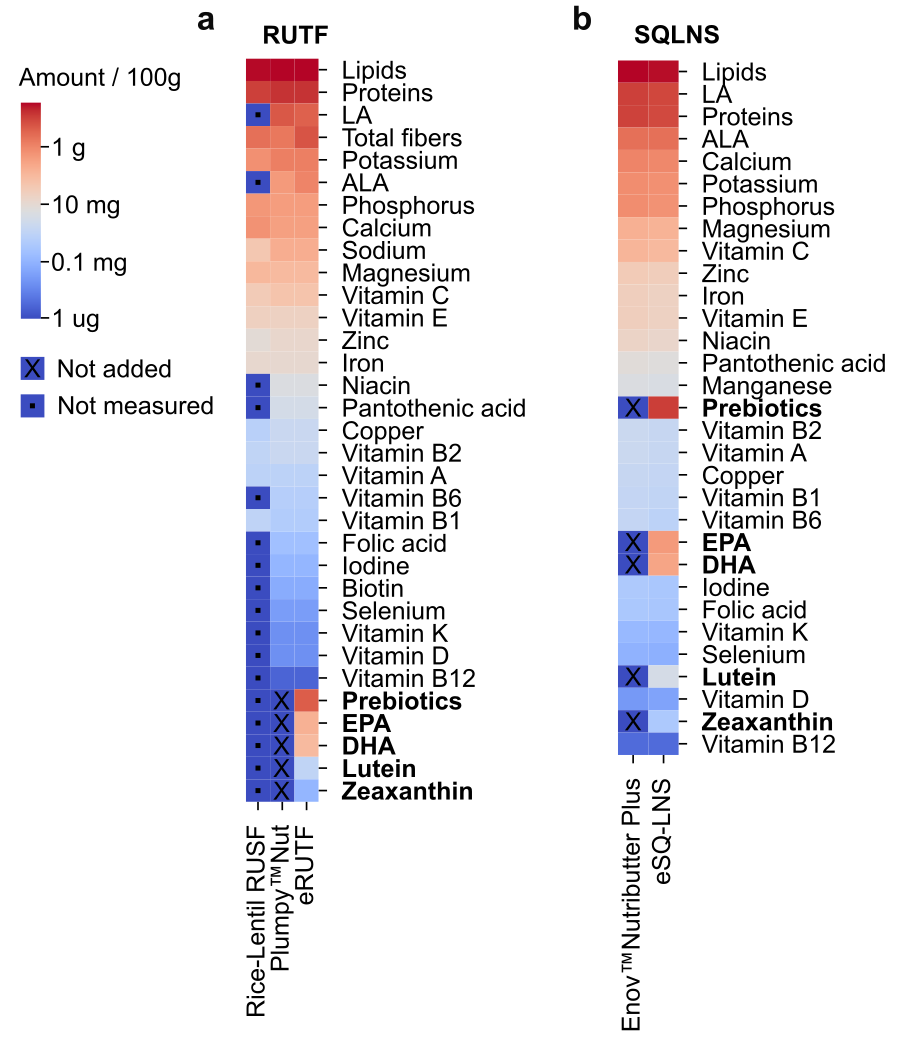 a
RUTF
b
SQLNS
Amount / 100g
1 g
10 mg
0.1 mg
1 ug
X Not added
Not measured
Lipids
Proteins
LA
Total fibers
Potassium
ALA
Phosphorus
Calcium
Sodium
Magnesium
Vitamin C
Vitamin E
Zinc
Iron
Niacin
Pantothenic acid
Copper
Vitamin B2
Vitamin A
Vitamin B6
Vitamin B1
Folic acid
Iodine
Biotin
Selenium
Vitamin K
Vitamin D
Vitamin B12
X Prebiotics
X EPA
X DHA
X Lutein
X Zeaxanthin
Rice-Lentil RUSF
Plumpy™Nut
eRUTF
Lipids
LA
Proteins
ALA
Calcium
Potassium
Phosphorus
Magnesium
Vitamin C
Zinc
Iron
Vitamin E
Niacin
Pantothenic acid
Manganese
X Prebiotics
Vitamin B2
Vitamin A
Copper
Vitamin B1
Vitamin B6
X EPA
X DHA
Iodine
Folic acid
Vitamin K
Selenium
X Lutein
Vitamin D
X Zeaxanthin
Vitamin B12
Enov™Nutributter Plus
eSQ-LNS